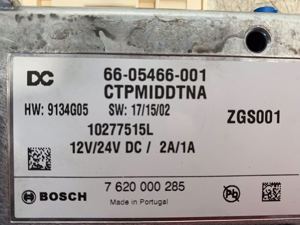 DC 66-05466-001
CTPMIDDTNA
HW: 9134G05 SW: 17/15/02 ZGS001
10277515L
12V/24V DC / 2A/1A
BOSCH 7 620 000 285
Made in Portugal
Pb